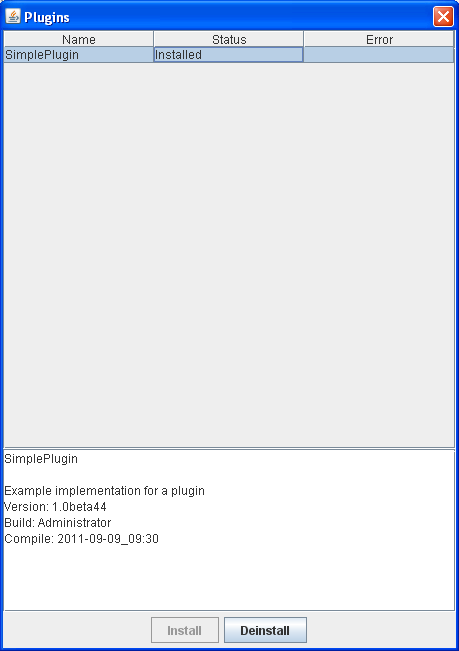 Plugins
Name Status Error
SimplePlugin Installed
SimplePlugin
Example implementation for a plugin
Version: 1.0beta44
Build: Administrator
Compile: 2011-09-09_09:30
Install Deinstall